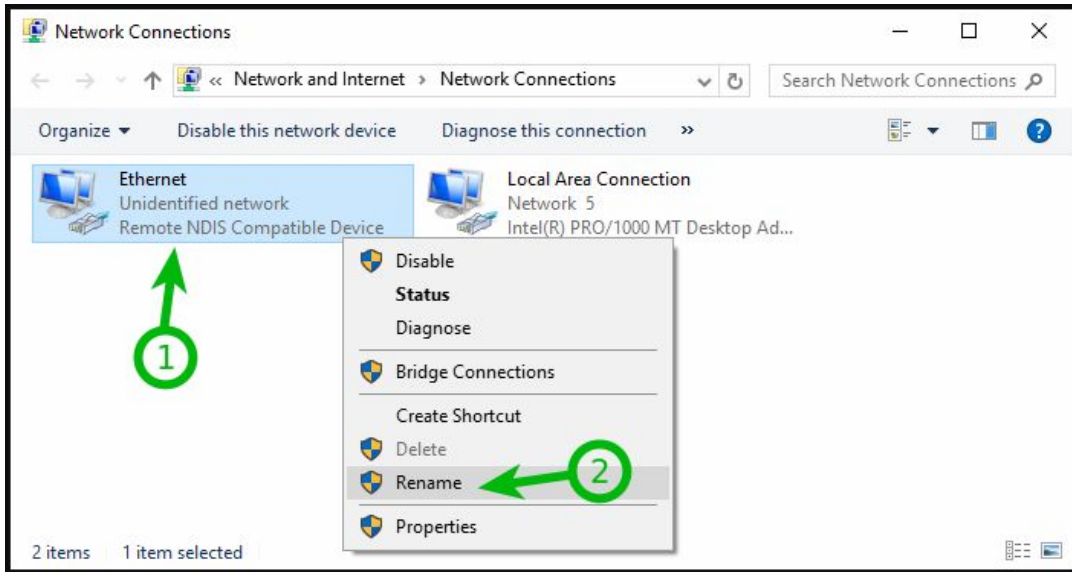 Network Connections
« Network and Internet › Network Connections
Search Network Connections
Organize
Disable this network device
Diagnose this connection
»
?
Ethernet
Unidentified network
Remote NDIS Compatible Device
Local Area Connection
Network 5
Intel(R) PRO/1000 MT Desktop Ad...
1
Disable
Status
Diagnose
Bridge Connections
Create Shortcut
Delete
Rename
2
Properties
2 items
1 item selected